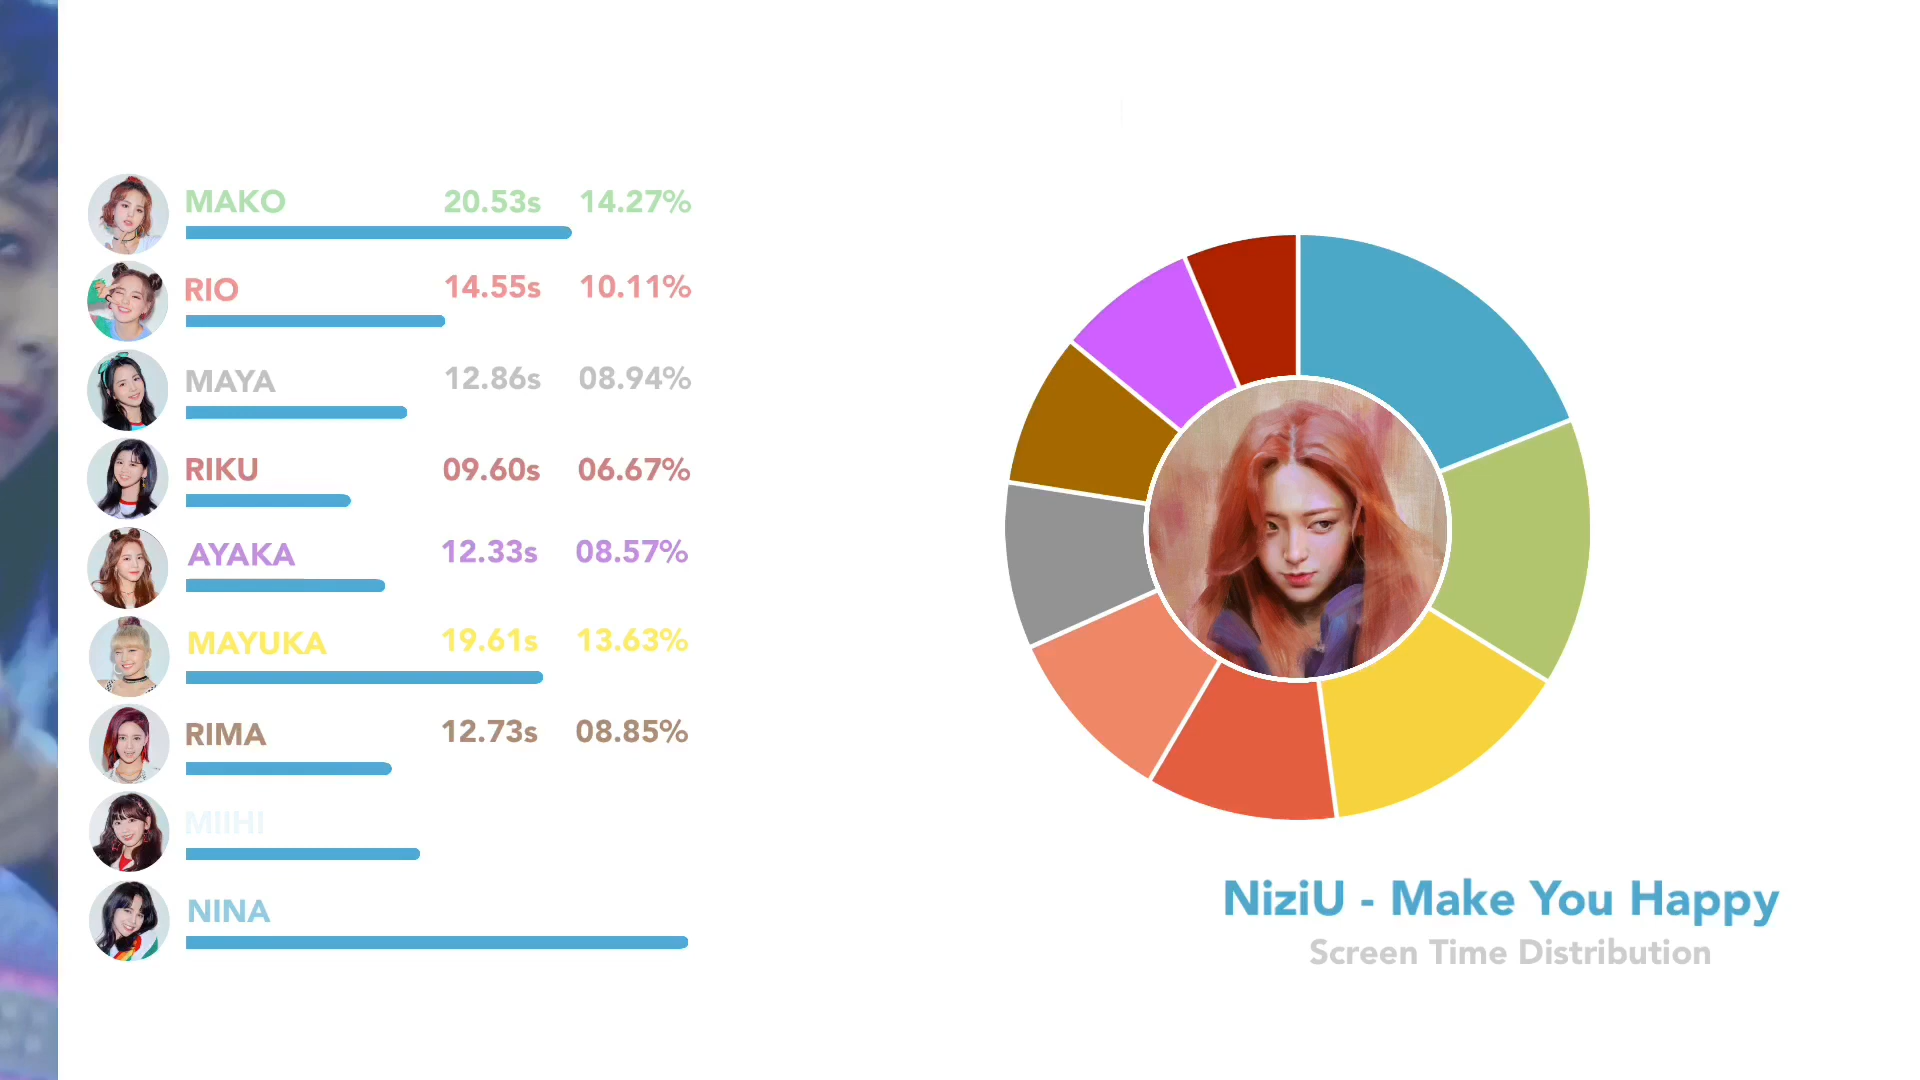 MAKO 20.53s 14.27%
RIO 14.55s 10.11%
MAYA 12.86s 08.94%
RIKU 09.60s 06.67%
AYAKA 12.33s 08.57%
MAYUKA 19.61s 13.63%
RIMA 12.73s 08.85%
MIIHI
NINA
NiziU - Make You Happy
Screen Time Distribution